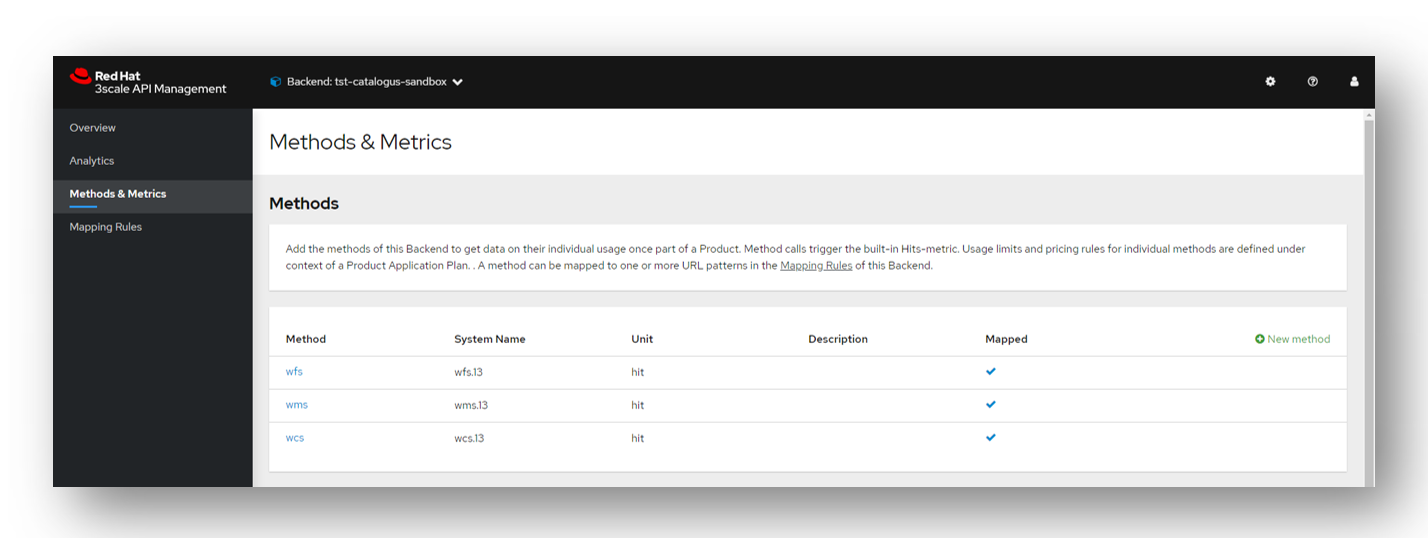 Red Hat
3scale API Management
Backend: tst-catalogus-sandbox
Overview
Analytics
Methods & Metrics
Mapping Rules
Methods & Metrics
Methods
Add the methods of this Backend to get data on their individual usage once part of a Product. Method calls trigger the built-in Hits-metric. Usage limits and pricing rules for individual methods are defined under
context of a Product Application Plan. . A method can be mapped to one or more URL patterns in the Mapping Rules of this Backend.
Method System Name Unit Description Mapped New method
wfs wfs.13 hit
wms wms.13 hit
wcs wcs.13 hit